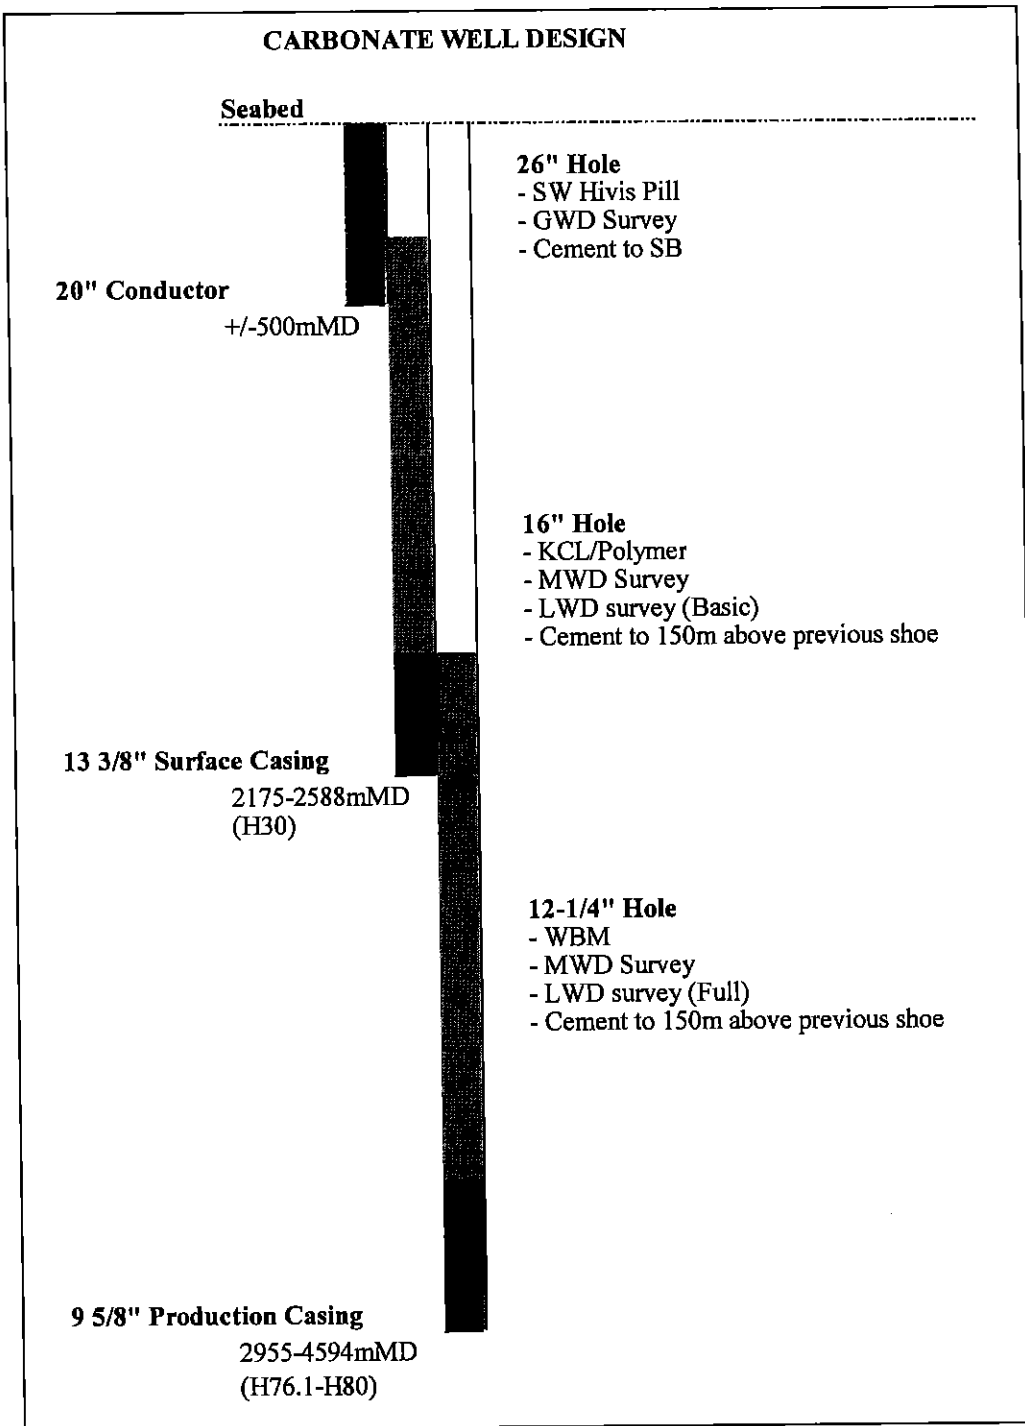 CARBONATE WELL DESIGN
Seabed
26" Hole
- SW Hivis Pill
- GWD Survey
- Cement to SB
20" Conductor
+/-500mMD
16" Hole
- KCL/Polymer
- MWD Survey
- LWD survey (Basic)
- Cement to 150m above previous shoe
13 3/8" Surface Casing
2175-2588mMD
(H30)
12-1/4" Hole
- WBM
- MWD Survey
- LWD survey (Full)
- Cement to 150m above previous shoe
9 5/8" Production Casing
2955-4594mMD
(H76.1-H80)